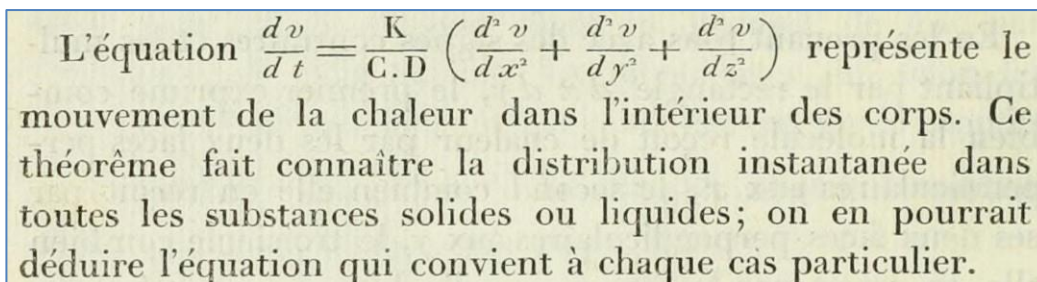 L'équation dv/dt = K/C.D (d²v/dx² + d²v/dy² + d²v/dz²) représente le
mouvement de la chaleur dans l'intérieur des corps. Ce
théorême fait connaître la distribution instantanée dans
toutes les substances solides ou liquides; on en pourrait
déduire l'équation qui convient à chaque cas particulier.